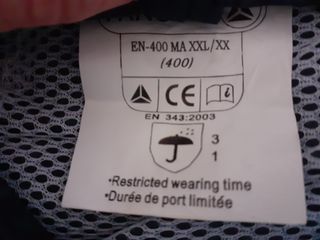 EN-400 MA XXL/XX
(400)
CE
EN 343:2003
3
1
•Restricted wearing time
•Durée de port limitée